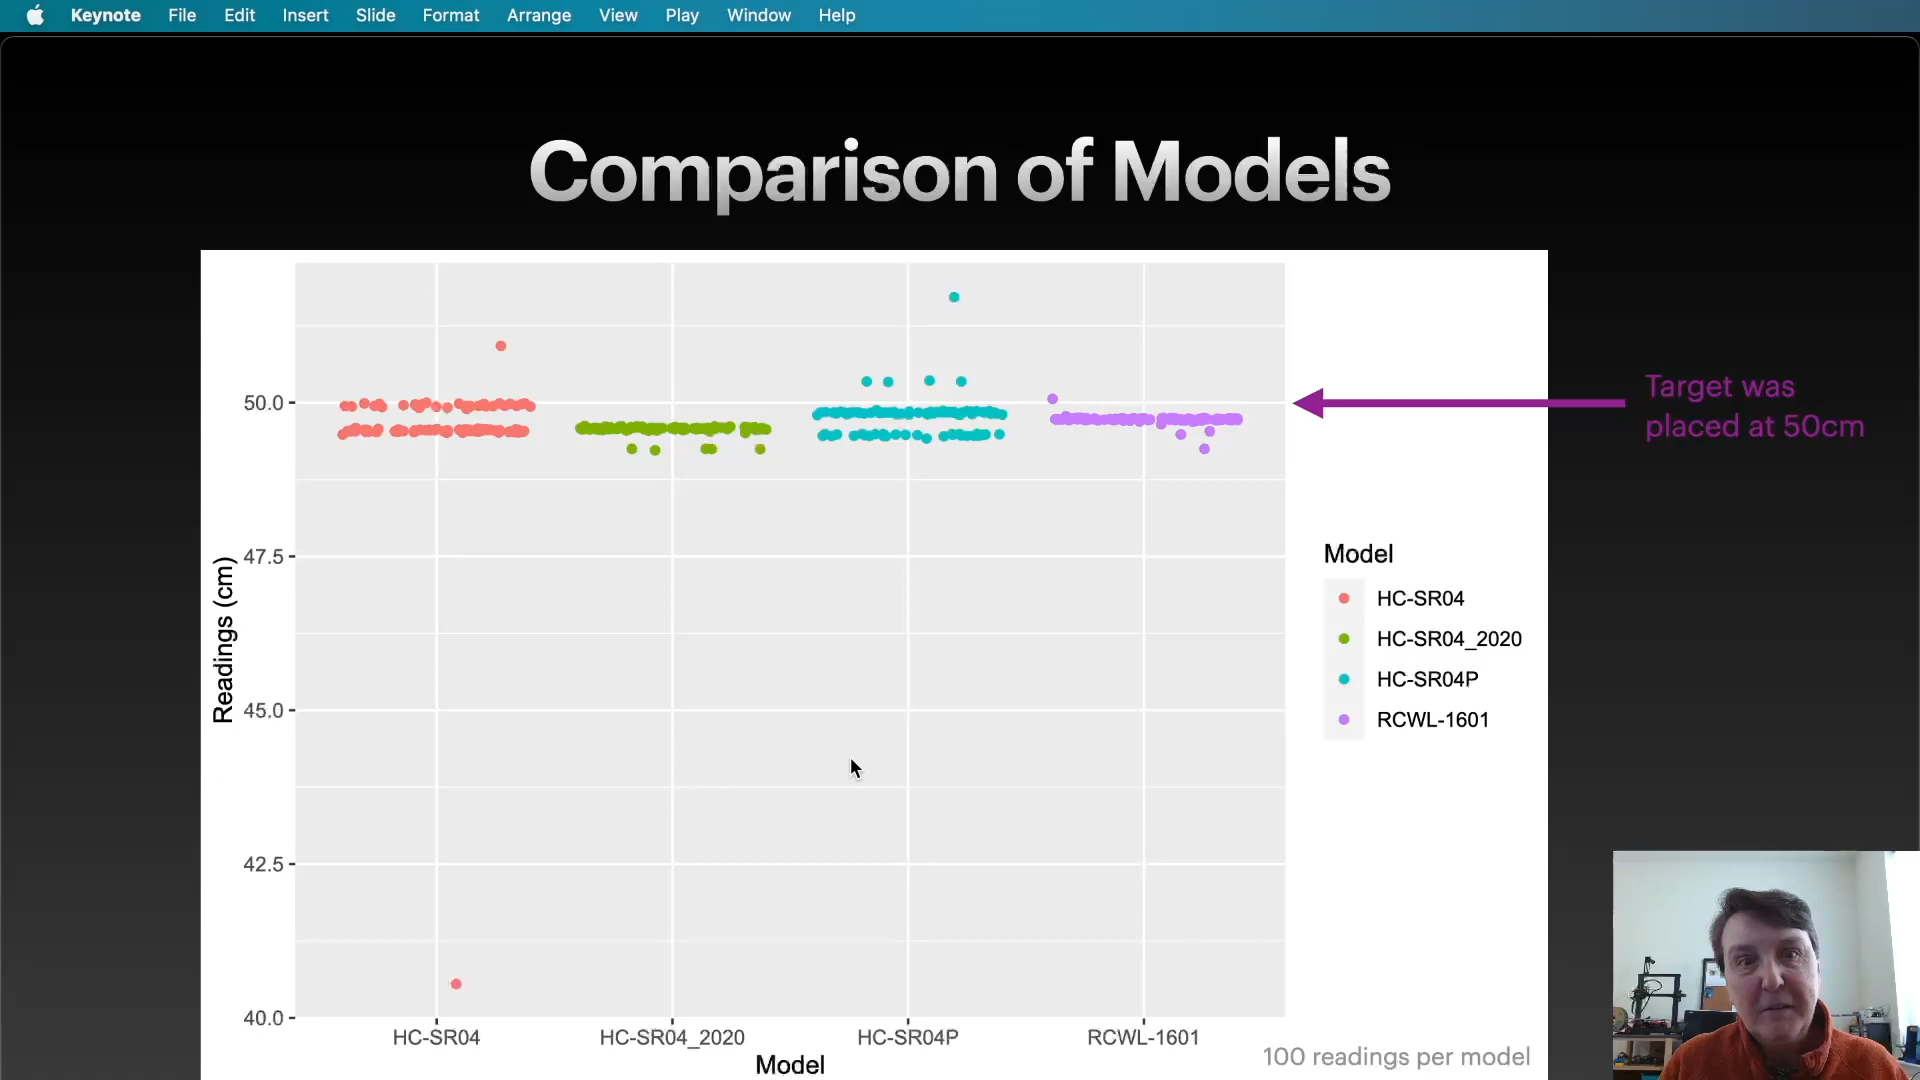 Keynote File Edit Insert Slide Format Arrange View Play Window Help
Comparison of Models
50.0
47.5
45.0
42.5
40.0
Readings (cm)
HC-SR04 HC-SR04_2020 HC-SR04P RCWL-1601
Model
Target was
placed at 50cm
Model
HC-SR04
HC-SR04_2020
HC-SR04P
RCWL-1601
100 readings per model